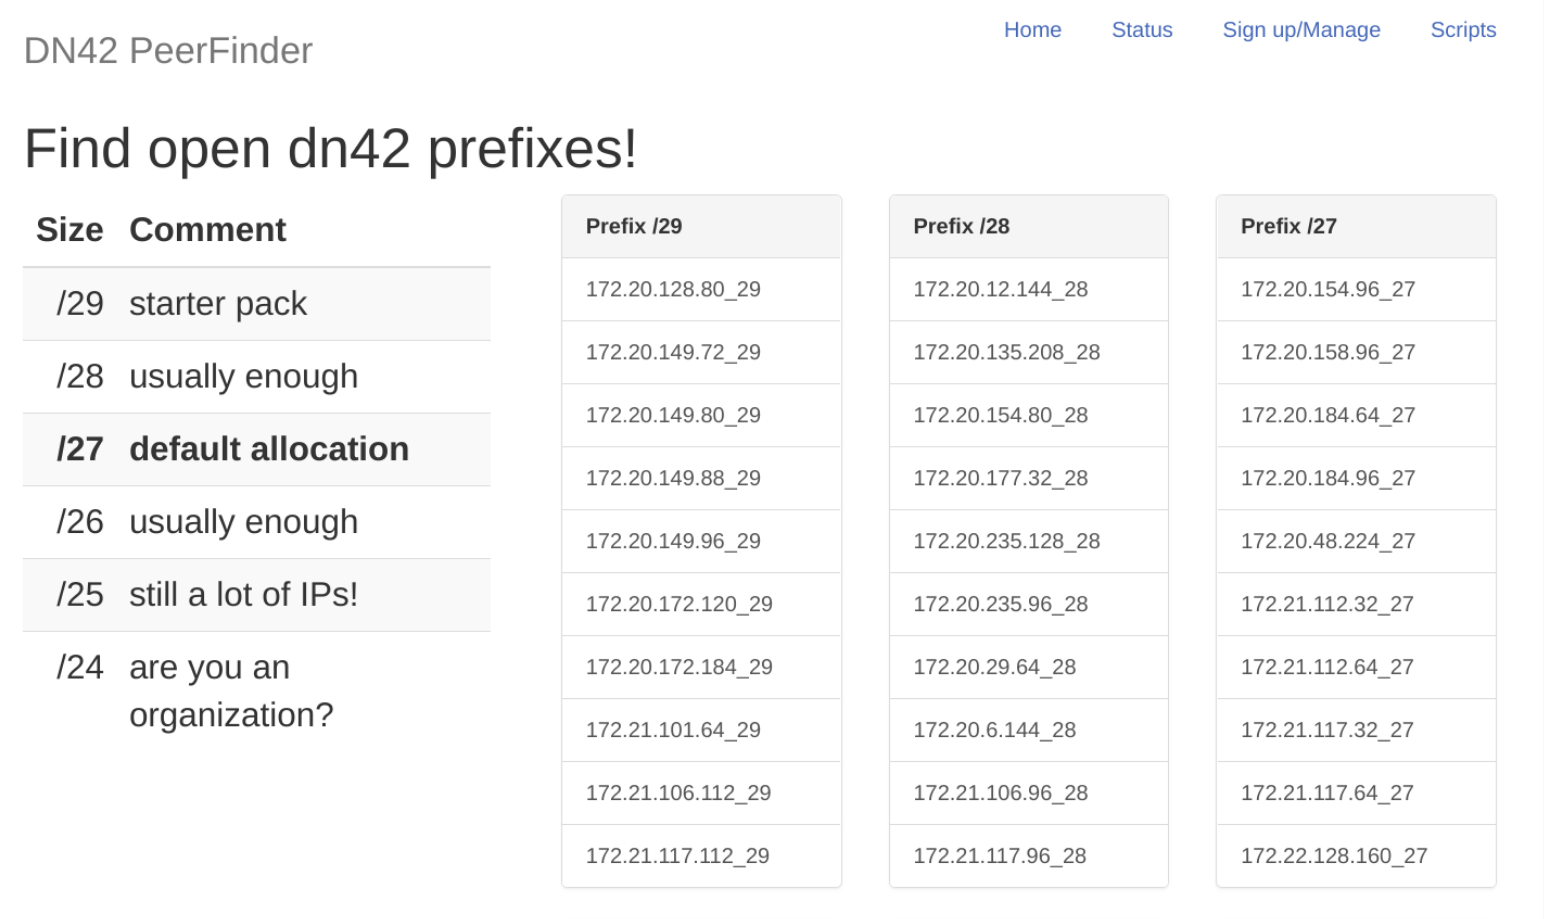 DN42 PeerFinder
Home Status Sign up/Manage Scripts
Find open dn42 prefixes!
Size Comment
/29 starter pack
/28 usually enough
/27 default allocation
/26 usually enough
/25 still a lot of IPs!
/24 are you an
organization?
Prefix /29
172.20.128.80_29
172.20.149.72_29
172.20.149.80_29
172.20.149.88_29
172.20.149.96_29
172.20.172.120_29
172.20.172.184_29
172.21.101.64_29
172.21.106.112_29
172.21.117.112_29
Prefix /28
172.20.12.144_28
172.20.135.208_28
172.20.154.80_28
172.20.177.32_28
172.20.235.128_28
172.20.235.96_28
172.20.29.64_28
172.20.6.144_28
172.21.106.96_28
172.21.117.96_28
Prefix /27
172.20.154.96_27
172.20.158.96_27
172.20.184.64_27
172.20.184.96_27
172.20.48.224_27
172.21.112.32_27
172.21.112.64_27
172.21.117.32_27
172.21.117.64_27
172.22.128.160_27